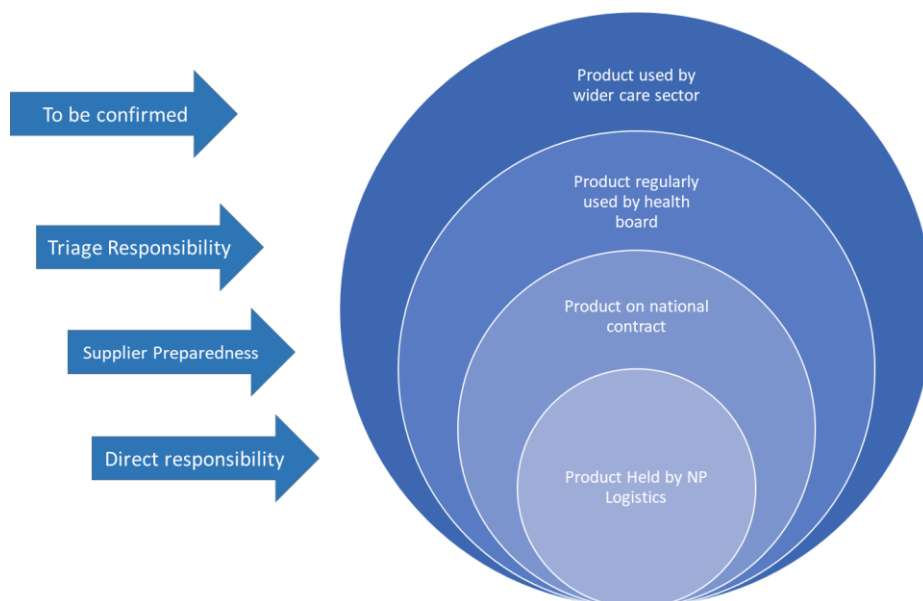 Product used by
wider care sector
To be confirmed
Product regularly
used by health
board
Triage Responsibility
Product on national
contract
Supplier Preparedness
Direct responsibility
Product Held by NP
Logistics